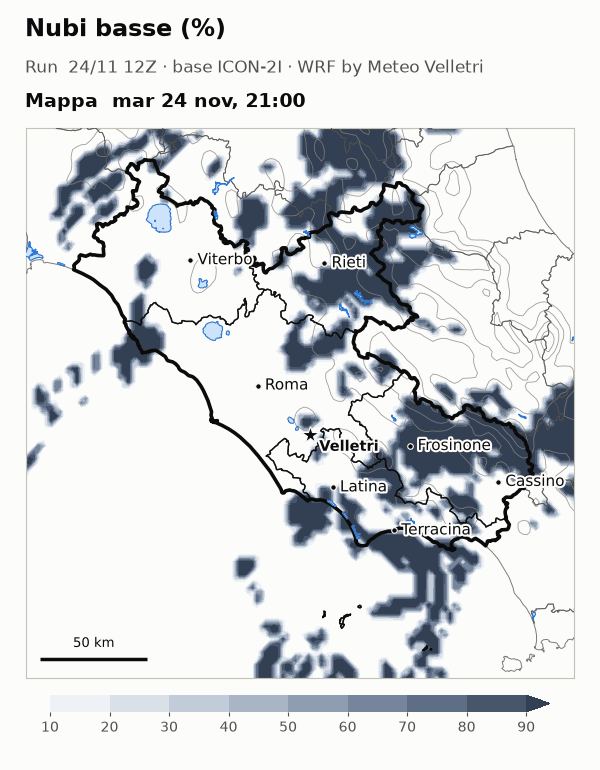 Nubi basse (%)
Run  24/11 12Z · base ICON-2I · WRF by Meteo Velletri
Mappa  mar 24 nov, 21:00
Viterbo
Rieti
Roma
Velletri
Frosinone
Cassino
Latina
Terracina
50 km
10 20 30 40 50 60 70 80 90